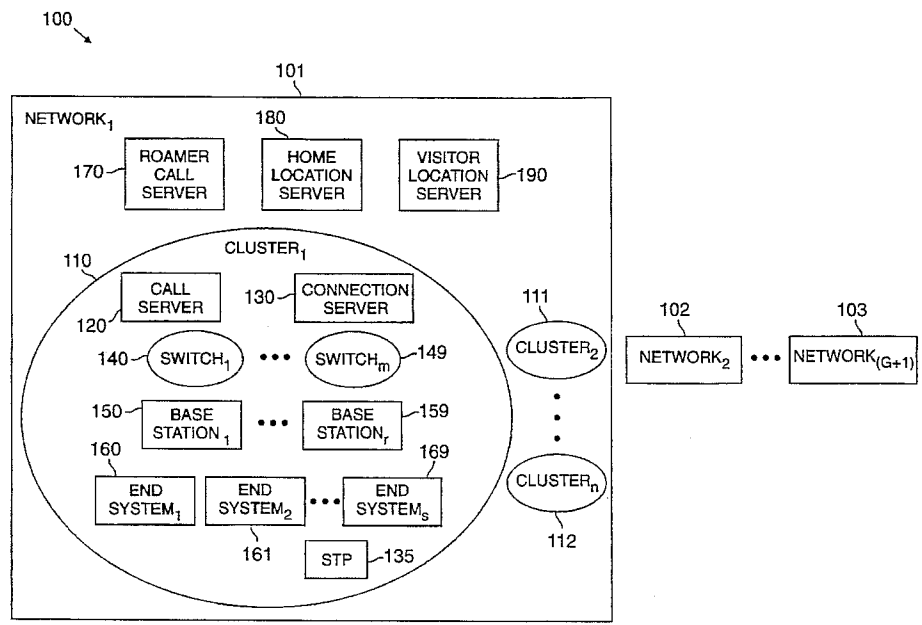 100
101
NETWORK1
180
170
ROAMER
CALL
SERVER
HOME
LOCATION
SERVER
VISITOR
LOCATION
SERVER
190
CLUSTER1
110
CALL
SERVER
120
130
CONNECTION
SERVER
111
CLUSTER2
102
NETWORK2
103
NETWORK(G+1)
140
SWITCH1
SWITCHm
149
150
BASE
STATION1
BASE
STATIONr
159
160
END
SYSTEM1
END
SYSTEM2
161
169
END
SYSTEMs
CLUSTERn
112
STP
135